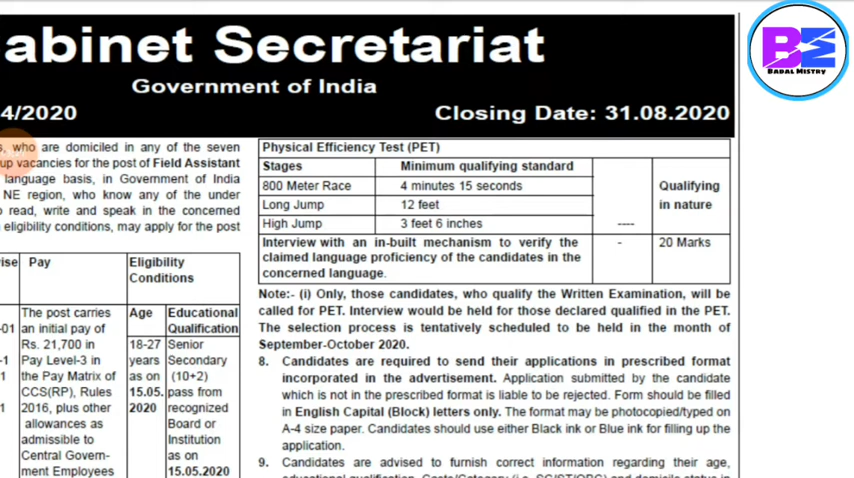 abinet Secretariat
Government of India
4/2020
Closing Date: 31.08.2020
BE
BADAL MISTRY
s, who are domiciled in any of the seven
up vacancies for the post of Field Assistant
language basis, in Government of India
NE region, who know any of the under
o read, write and speak in the concerned
eligibility conditions, may apply for the post
ise Pay Eligibility
Conditions
-01 The post carries
an initial pay of
-1 Rs. 21,700 in
Pay Level-3 in
1 the Pay Matrix of
CCS(RP), Rules
1 2016, plus other
allowances as
admissible to
Central Govern-
ment Employees
Age
18-27
years
as on
15.05.
2020
Educational
Qualification
Senior
Secondary
(10+2)
pass from
recognized
Board or
Institution
as on
15.05.2020
Physical Efficiency Test (PET)
Stages Minimum qualifying standard
800 Meter Race 4 minutes 15 seconds
Long Jump 12 feet
High Jump 3 feet 6 inches ----
Qualifying
in nature
Interview with an in-built mechanism to verify the - 20 Marks
claimed language proficiency of the candidates in the
concerned language.
Note:- (i) Only, those candidates, who qualify the Written Examination, will be
called for PET. Interview would be held for those declared qualified in the PET.
The selection process is tentatively scheduled to be held in the month of
September-October 2020.
8. Candidates are required to send their applications in prescribed format
incorporated in the advertisement. Application submitted by the candidate
which is not in the prescribed format is liable to be rejected. Form should be filled
in English Capital (Block) letters only. The format may be photocopied/typed on
A-4 size paper. Candidates should use either Black ink or Blue ink for filling up the
application.
9. Candidates are advised to furnish correct information regarding their age,
educational qualification, Caste/Category (i.e. SC/ST/OBC) and domicile status in